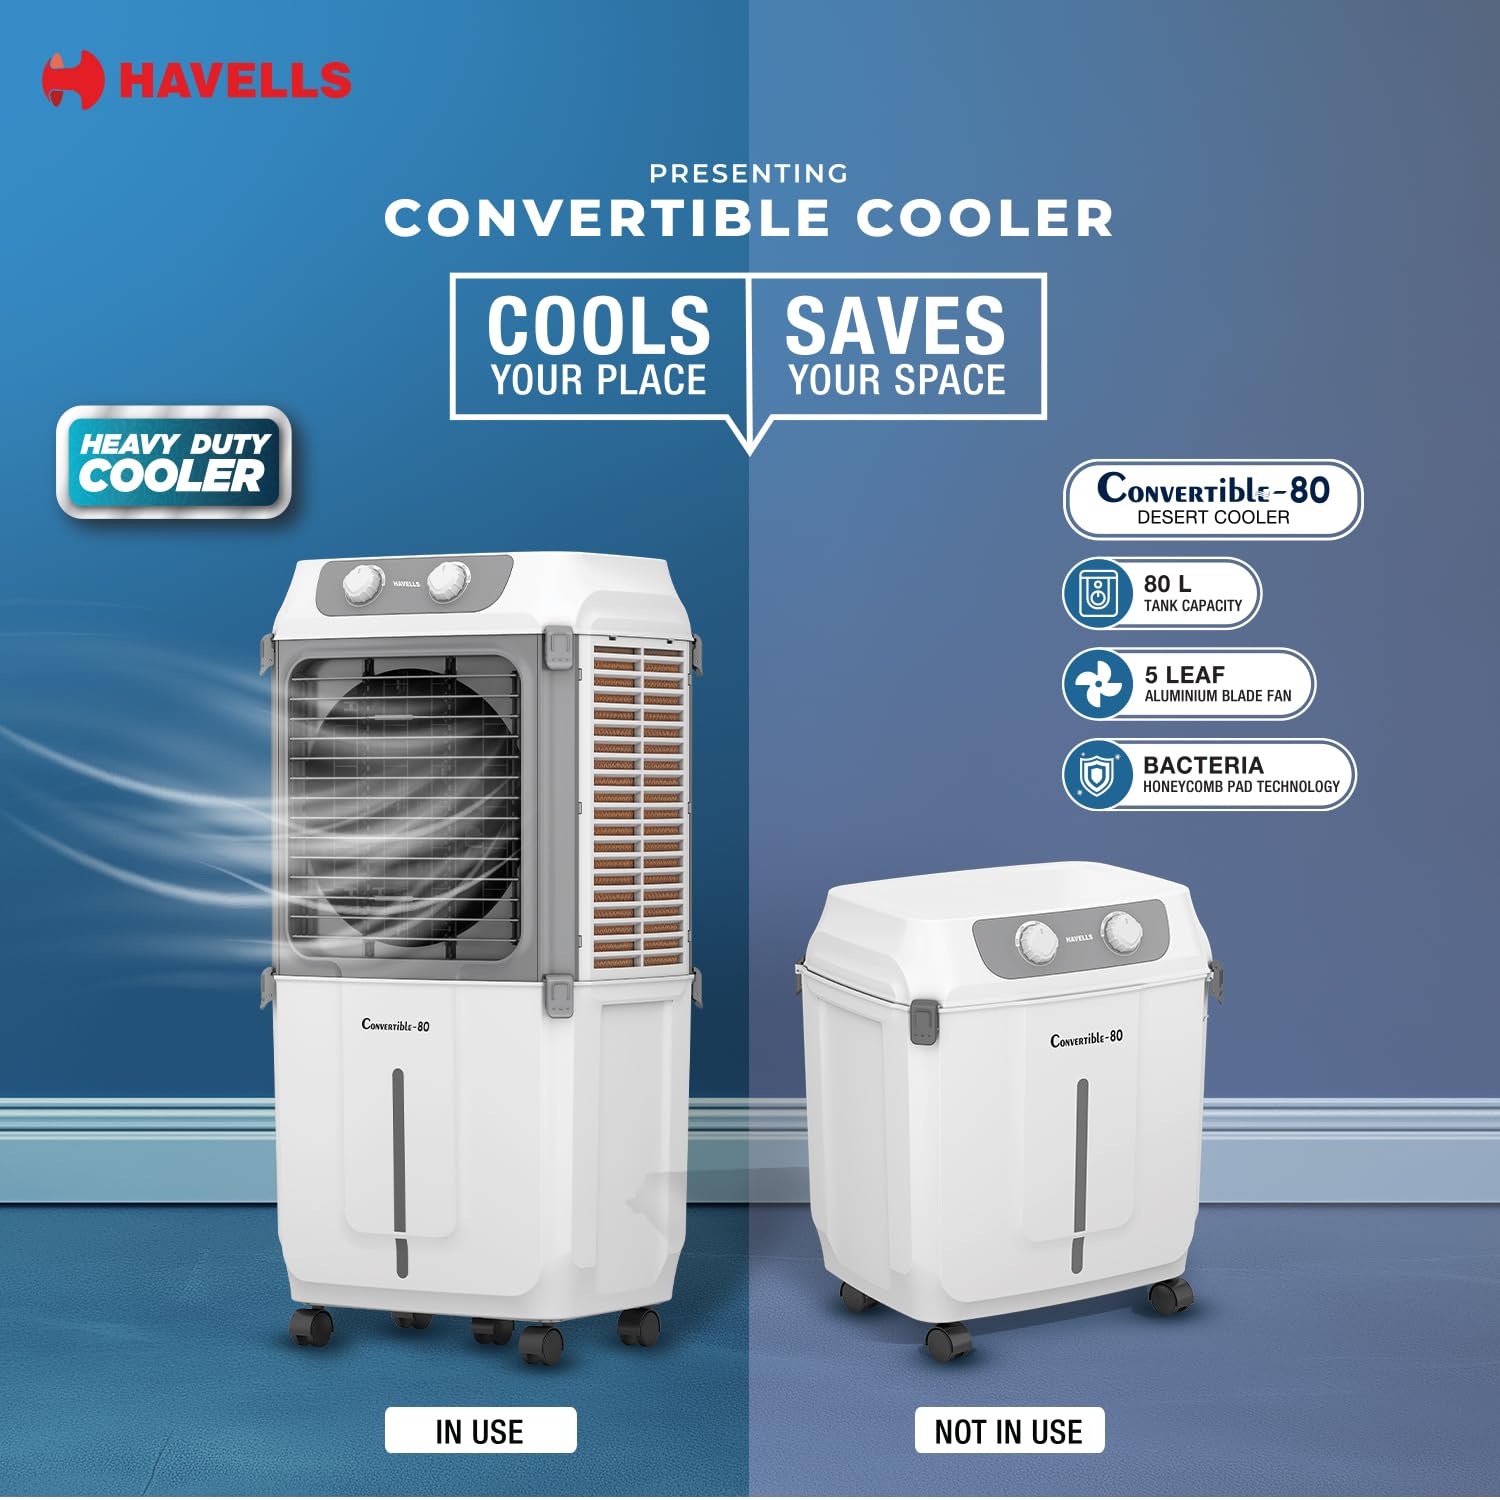 HAVELLS
PRESENTING
CONVERTIBLE COOLER
COOLS
YOUR PLACE
SAVES
YOUR SPACE
HEAVY DUTY
COOLER
CONVERTIBLE-80
DESERT COOLER
80 L
TANK CAPACITY
5 LEAF
ALUMINIUM BLADE FAN
BACTERIA
HONEYCOMB PAD TECHNOLOGY
HAVELLS
CONVERTIBLE-80
HAVELLS
CONVERTIBLE-80
IN USE
NOT IN USE